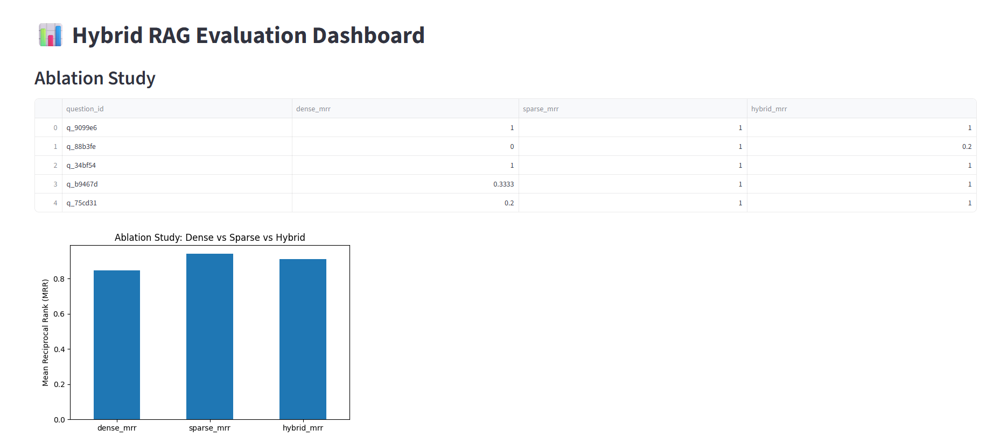 Hybrid RAG Evaluation Dashboard
Ablation Study
question_id dense_mrr sparse_mrr hybrid_mrr
0 q_9099e6 1 1 1
1 q_88b3fe 0 1 0.2
2 q_34bf54 1 1 1
3 q_b9467d 0.3333 1 1
4 q_75cd31 0.2 1 1
Ablation Study: Dense vs Sparse vs Hybrid
Mean Reciprocal Rank (MRR)
0.8
0.6
0.4
0.2
0.0
dense_mrr sparse_mrr hybrid_mrr